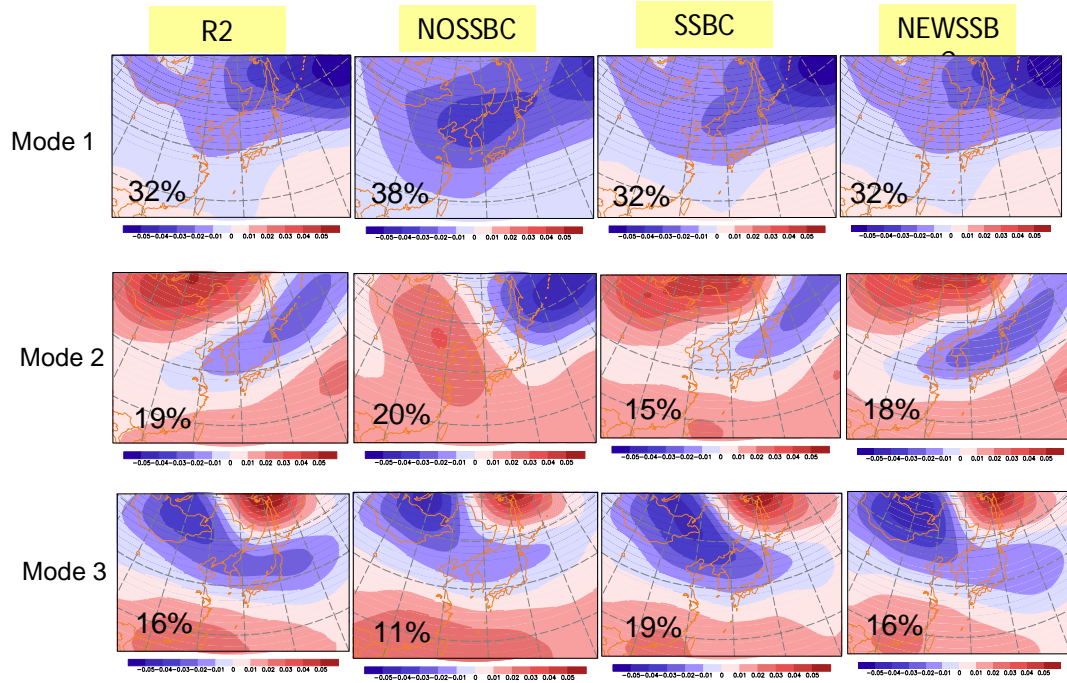 R2 NOSSBC SSBC NEWSSB
Mode 1
32% 38% 32% 32%
-0.05-0.04-0.03-0.02-0.01 0 0.01 0.02 0.03 0.04 0.05 -0.05-0.04-0.03-0.02-0.01 0 0.01 0.02 0.03 0.04 0.05 -0.05-0.04-0.03-0.02-0.01 0 0.01 0.02 0.03 0.04 0.05 -0.05-0.04-0.03-0.02-0.01 0 0.01 0.02 0.03 0.04 0.05
Mode 2
19% 20% 15% 18%
-0.05-0.04-0.03-0.02-0.01 0 0.01 0.02 0.03 0.04 0.05 -0.05-0.04-0.03-0.02-0.01 0 0.01 0.02 0.03 0.04 0.05 -0.05-0.04-0.03-0.02-0.01 0 0.01 0.02 0.03 0.04 0.05 -0.05-0.04-0.03-0.02-0.01 0 0.01 0.02 0.03 0.04 0.05
Mode 3
16% 11% 19% 16%
-0.05-0.04-0.03-0.02-0.01 0 0.01 0.02 0.03 0.04 0.05 -0.05-0.04-0.03-0.02-0.01 0 0.01 0.02 0.03 0.04 0.05 -0.05-0.04-0.03-0.02-0.01 0 0.01 0.02 0.03 0.04 0.05 -0.05-0.04-0.03-0.02-0.01 0 0.01 0.02 0.03 0.04 0.05